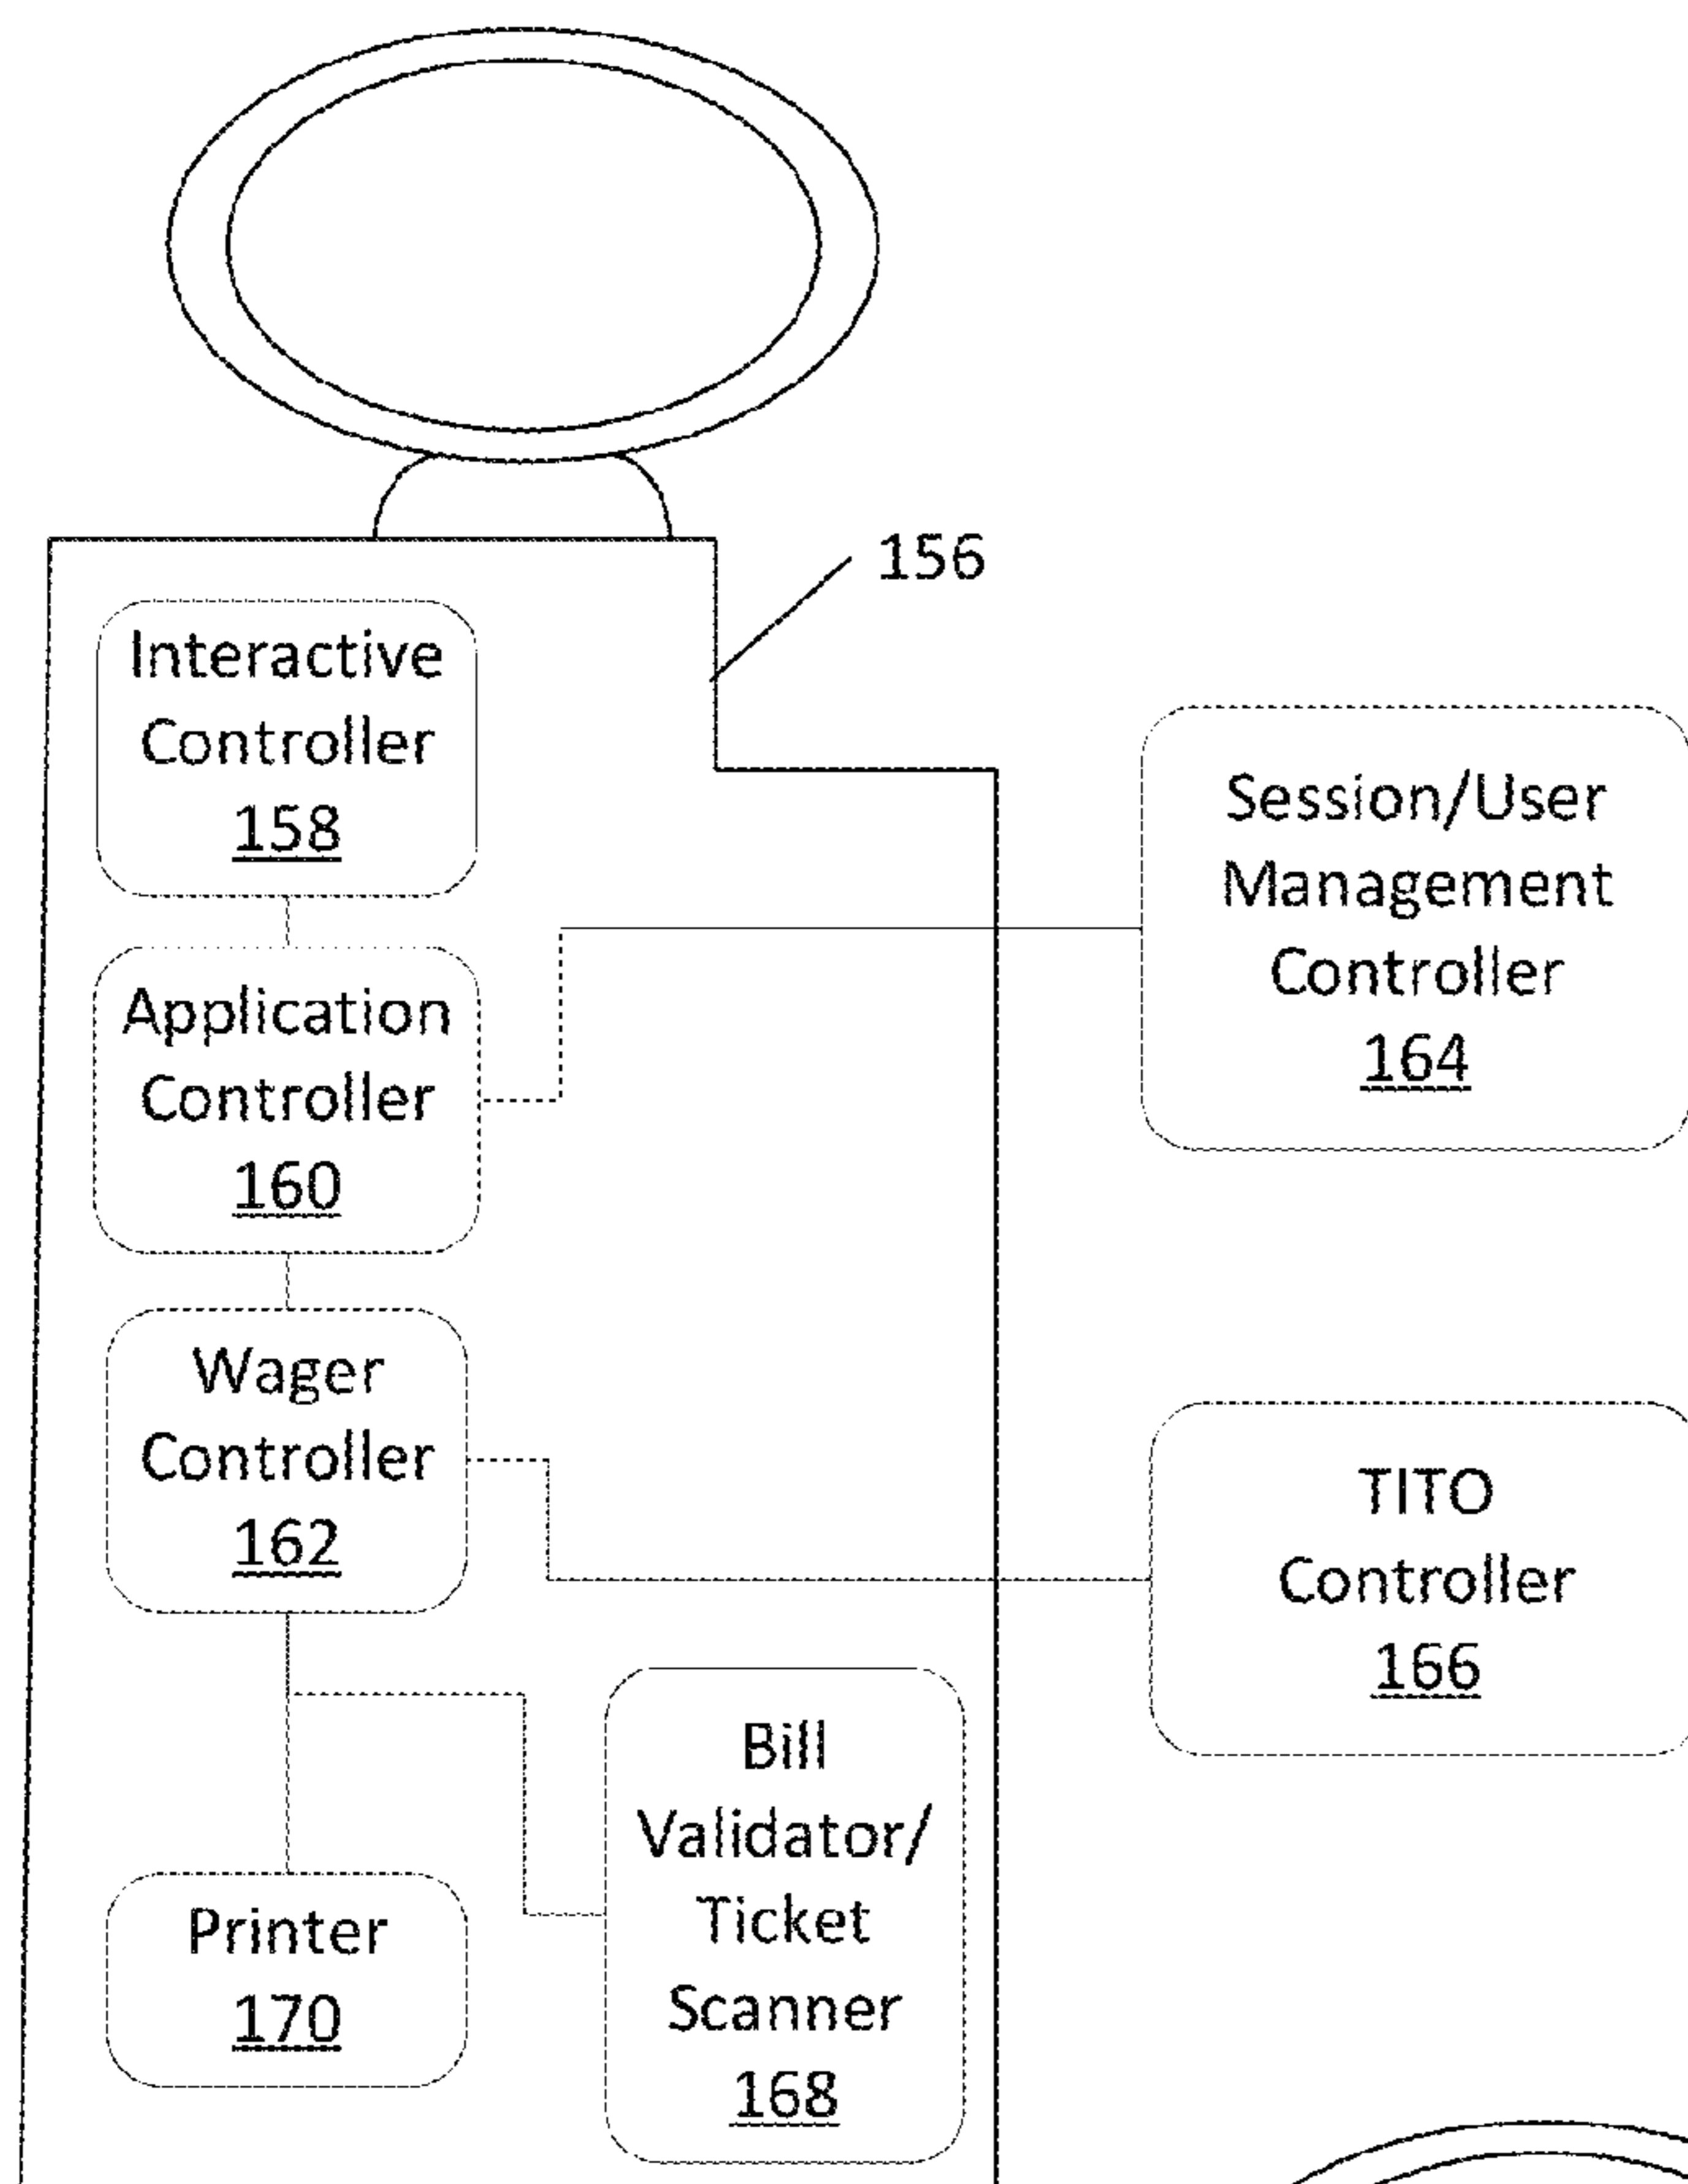 156
Interactive
Controller
158
Application
Controller
160
Wager
Controller
162
Printer
170
Bill
Validator/
Ticket
Scanner
168
Session/User
Management
Controller
164
TITO
Controller
166